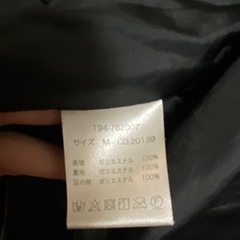 194-782007
サイズ M-CD.20139
表地 ポリエステル 100%
裏地 ポリエステル 100%
ポリエステル 100%